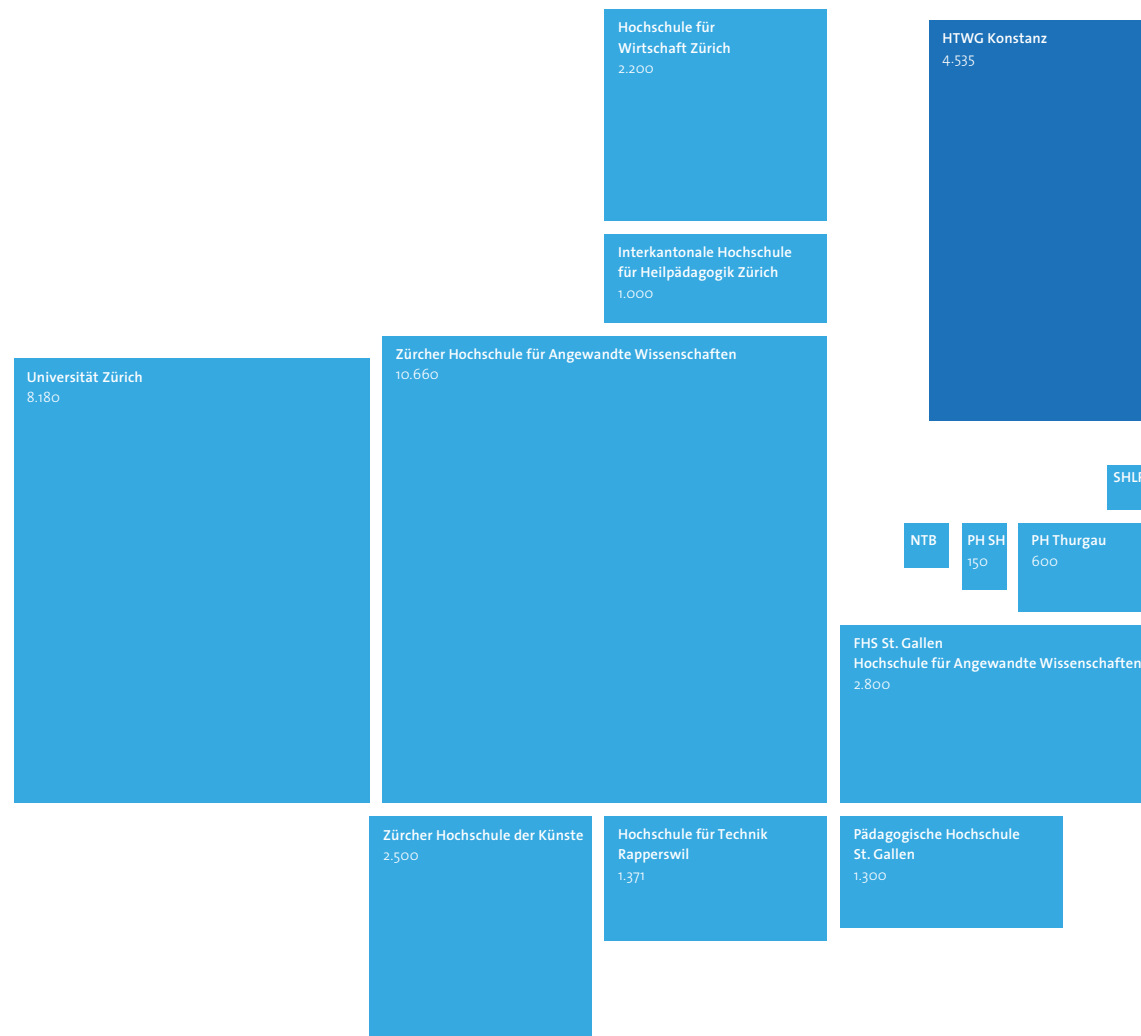 Hochschule für
Wirtschaft Zürich
2.200
HTWG Konstanz
4.535
Interkantonale Hochschule
für Heilpädagogik Zürich
1.000
Zürcher Hochschule für Angewandte Wissenschaften
10.660
Universität Zürich
8.180
NTB
PH SH
150
PH Thurgau
600
FHS St. Gallen
Hochschule für Angewandte Wissenschaften
2.800
Zürcher Hochschule der Künste
2.500
Hochschule für Technik
Rapperswil
1.371
Pädagogische Hochschule
St. Gallen
1.300